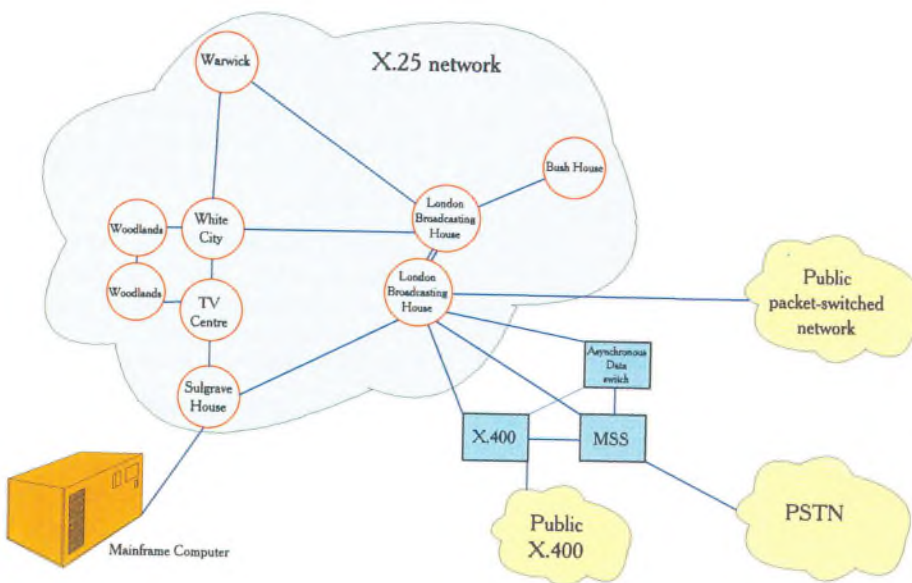 Warwick
X.25 network
Bush House
London
Broadcasting
House
White
City
Woodlands
Woodlands
London
Broadcasting
House
TV
Centre
Public
packet-switched
network
Asynchronous
Data
switch
Sulgrave
House
X.400
MSS
PSTN
Public
X.400
Mainframe Computer